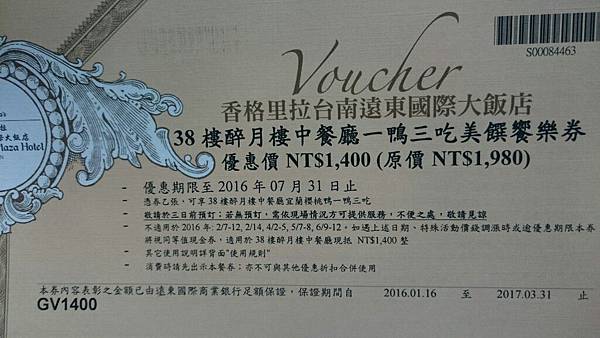 S00084463
Voucher
香格里拉台南遠東國際大飯店
大飯店
Plaza Hotel
38 樓醉月樓中餐廳一鴨三吃美饌饗樂券
優惠價 NT$1,400 (原價 NT$1,980)
- 優惠期限至 2016 年 07 月 31 日止
- 憑券乙張，可享 38 樓醉月樓中餐廳宜蘭櫻桃鴨一鴨三吃
- 敬請於三日前預訂；若無預訂，需依現場情況方可提供服務，不便之處，敬請見諒
- 不適用於 2016 年：2/7-12, 2/14, 4/2-5, 5/7-8, 6/9-12。如遇上述日期、特殊活動價錢調漲時或逾優惠期限本券
將視同等值現金券，適用於 38 樓醉月樓中餐廳現抵 NT$1,400 整
- 其它使用說明詳背面"使用規則"
- 消費時請先出示本餐券；亦不可與其他優惠折扣合併使用
本券內容表彰之金額已由遠東國際商業銀行足額保證，保證期間自 2016.01.16 至 2017.03.31 止
GV1400